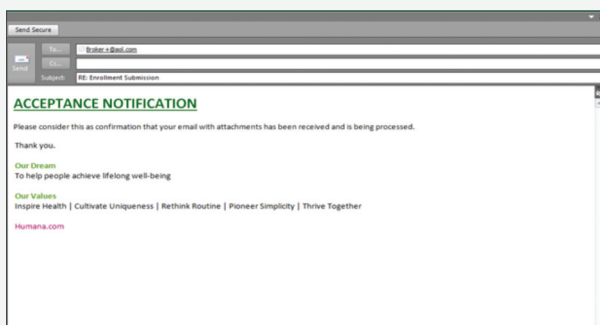 Send Secure
To...
Broker+@aol.com
Send
Cc...
Subject:
RE: Enrollment Submission
ACCEPTANCE NOTIFICATION
Please consider this as confirmation that your email with attachments has been received and is being processed.
Thank you.
Our Dream
To help people achieve lifelong well-being
Our Values
Inspire Health | Cultivate Uniqueness | Rethink Routine | Pioneer Simplicity | Thrive Together
Humana.com